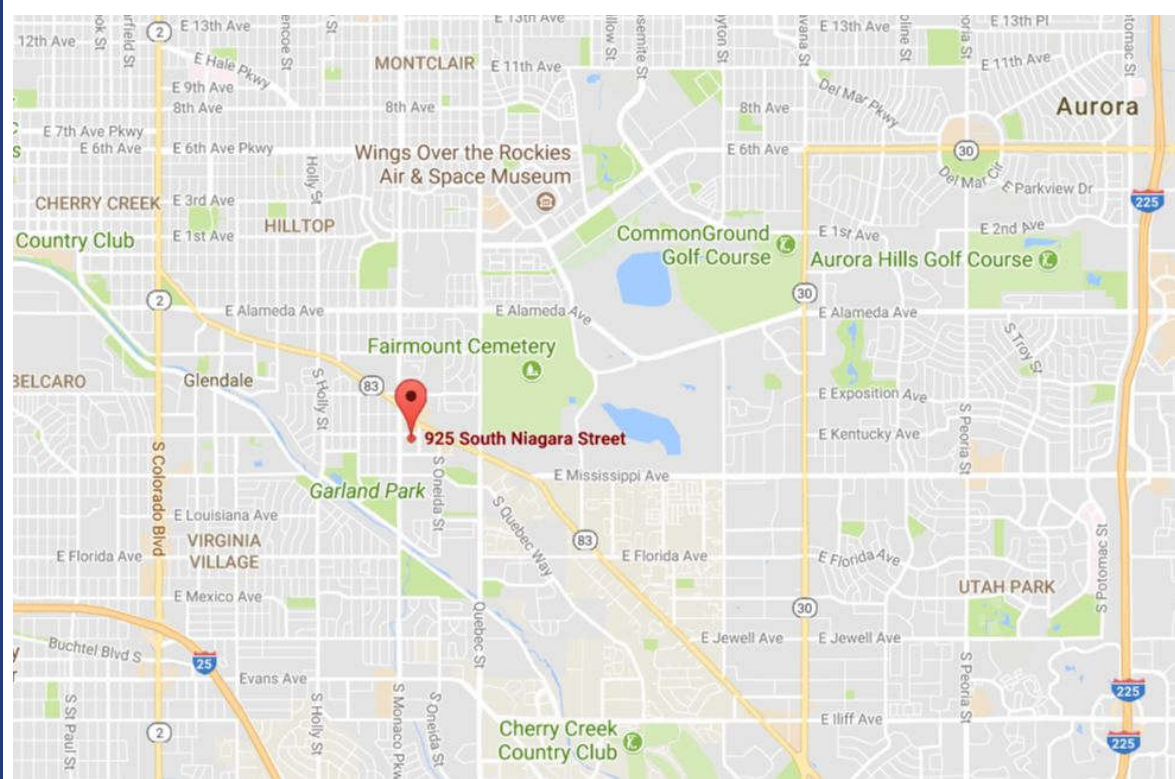 E 13th Ave
E 13th Ave
E 13th Ave
E 13th Pl
12th Ave
2
E Hale Pkwy
MONTCLAIR
E 11th Ave
E 11th Ave
E 9th Ave
8th Ave
8th Ave
8th Ave
Del Mar Pkwy
Aurora
E 7th Ave Pkwy
E 6th Ave
E 6th Ave Pkwy
E 6th Ave
30
Del Mar Cir
Wings Over the Rockies
Air & Space Museum
Holly St
E Parkview Dr
CHERRY CREEK
E 3rd Ave
225
HILLTOP
Country Club
E 1st Ave
CommonGround
Golf Course
E 1st Ave
E 2nd Ave
Aurora Hills Golf Course
2
30
E Alameda Ave
E Alameda Ave
E Alameda Ave
S Troy St
Fairmount Cemetery
BELCARO
Glendale
S Holly St
83
E Exposition Ave
S Peoria St
925 South Niagara Street
E Kentucky Ave
S Colorado Blvd
S Oneida St
E Mississippi Ave
Garland Park
S Quebec Way
E Louisiana Ave
VIRGINIA
VILLAGE
83
E Florida Ave
E Florida Ave
E Florida Ave
S Potomac St
UTAH PARK
E Mexico Ave
30
Quebec St
Buchtel Blvd S
25
E Jewell Ave
E Jewell Ave
Evans Ave
S St Paul St
S Holly St
S Monaco Pkw
S Oneida St
S Peoria St
225
2
Cherry Creek
Country Club
E Iliff Ave
225